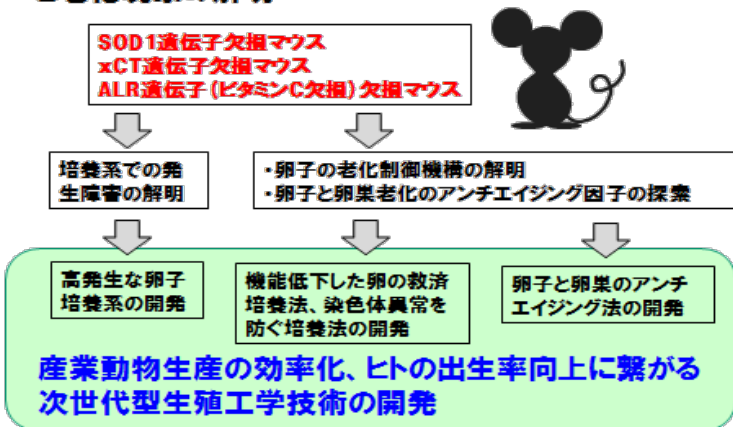 SOD1遺伝子欠損マウス
xCT遺伝子欠損マウス
ALR遺伝子(ビタミンC欠損)欠損マウス
培養系での発
生障害の解明
・卵子の老化制御機構の解明
・卵子と卵巣老化のアンチエイジング因子の探索
高発生な卵子
培養系の開発
機能低下した卵の救済
培養法、染色体異常を
防ぐ培養法の開発
卵子と卵巣のアンチ
エイジング法の開発
産業動物生産の効率化、ヒトの出生率向上に繋がる
次世代型生殖工学技術の開発